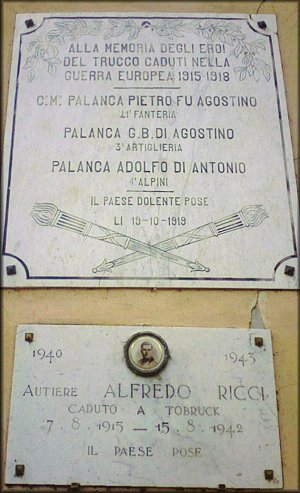 ALLA MEMORIA DEGLI EROI
DEL TRUCCO CADUTI NELLA
GUERRA EUROPEA 1915-1918
C.M. PALANCA PIETRO FU AGOSTINO
41° FANTERIA
PALANCA G.B. DI AGOSTINO
3° ARTIGLIERIA
PALANCA ADOLFO DI ANTONIO
4° ALPINI
IL PAESE DOLENTE POSE
LI 19-10-1919
1940 1943
AUTIERE ALFREDO RICCI
CADUTO A TOBRUCK
7.8.1915 — 15.8.1942
IL PAESE POSE